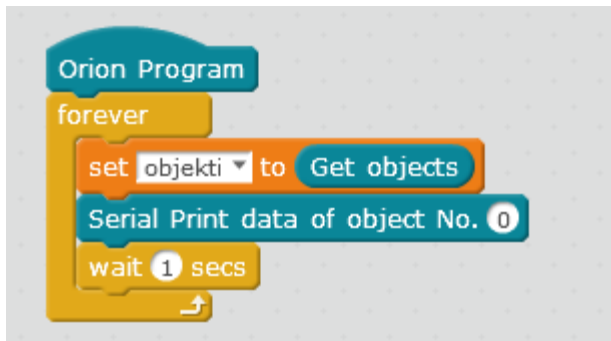 Orion Program
forever
set objekti to Get objects
Serial Print data of object No. 0
wait 1 secs